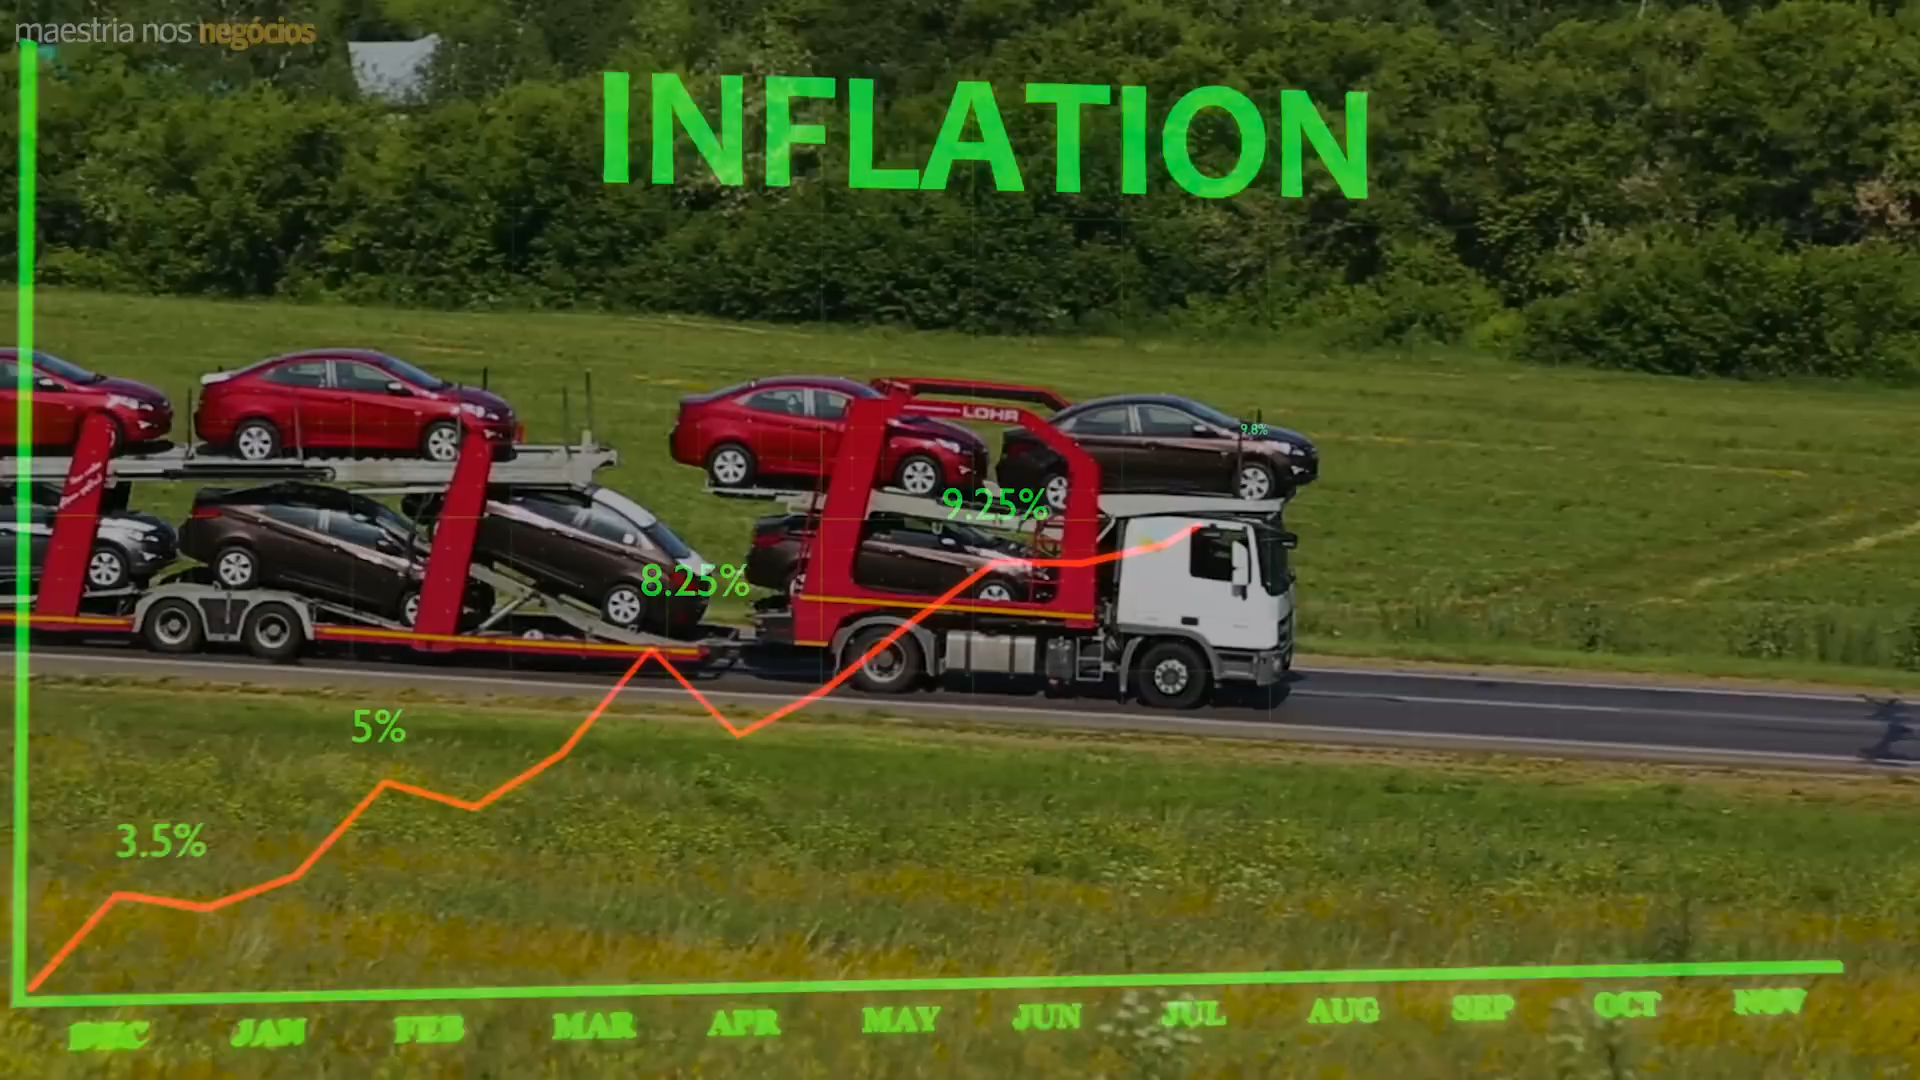 maestria nos negócios
INFLATION
LOHR
9.8%
9.25%
8.25%
5%
3.5%
DEC JAN FEB MAR APR MAY JUN JUL AUG SEP OCT NOV